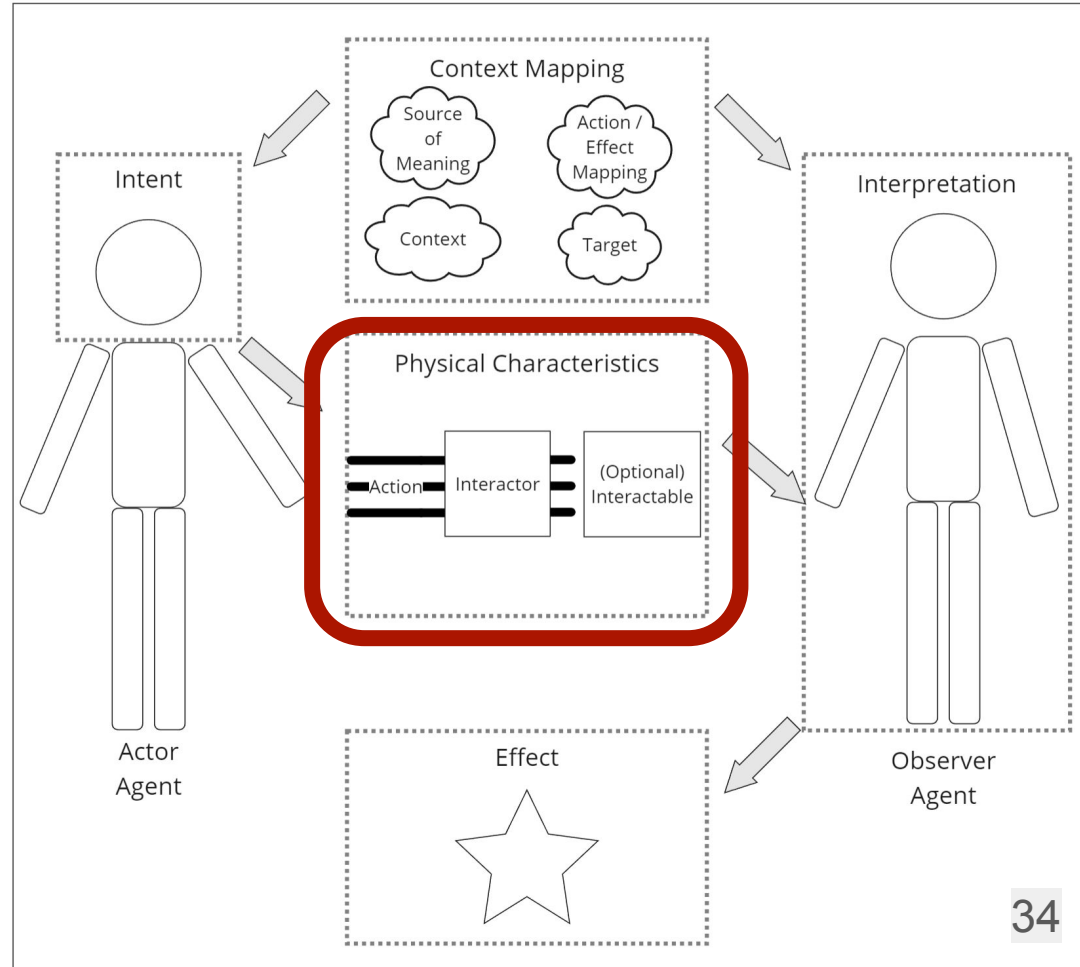 Context Mapping
Source
of
Meaning
Action /
Effect
Mapping
Context
Target
Intent
Interpretation
Physical Characteristics
Action
Interactor
(Optional)
Interactable
Actor
Agent
Effect
Observer
Agent
34